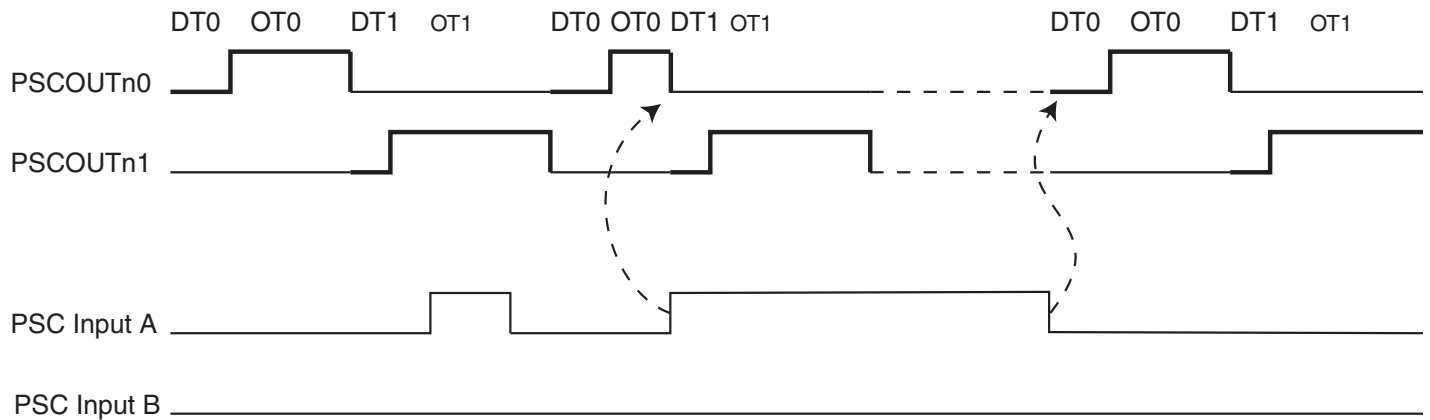 DT0 OT0 DT1 OT1 DT0 OT0 DT1 OT1 DT0 OT0 DT1 OT1
PSCOUTn0
PSCOUTn1
PSC Input A
PSC Input B